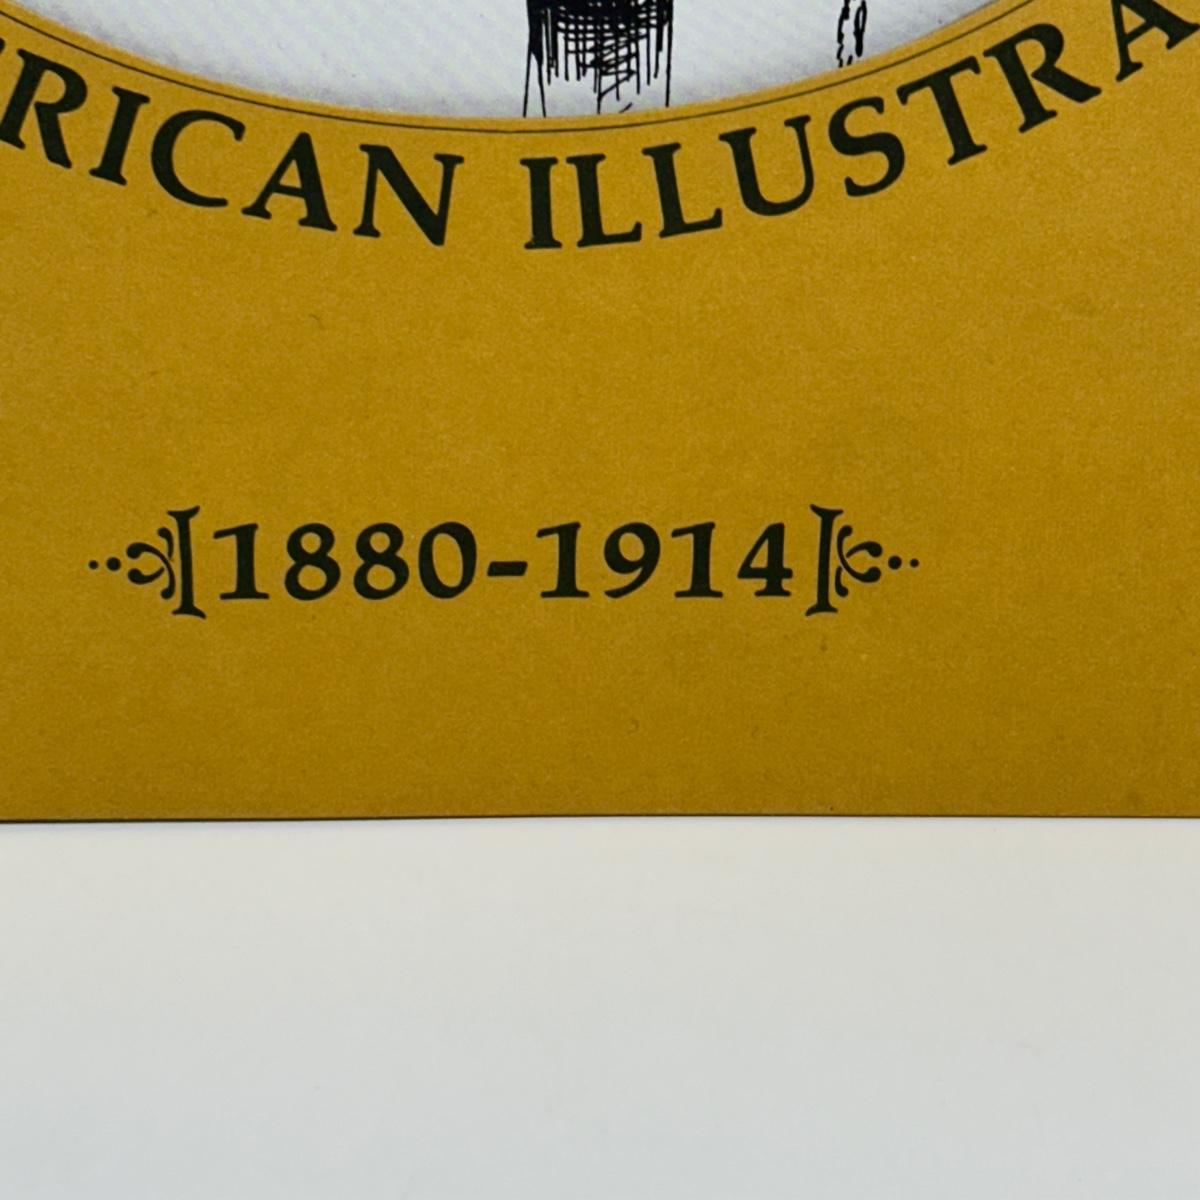 RICAN ILLUSTRA
[1880-1914]